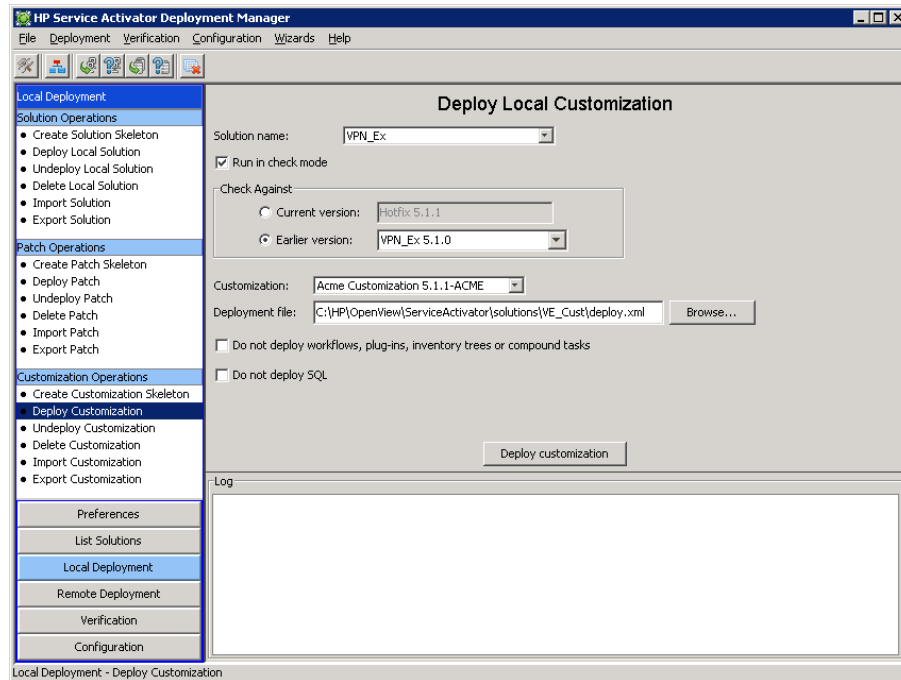 HP Service Activator Deployment Manager
File Deployment Verification Configuration Wizards Help
Local Deployment
Solution Operations
Create Solution Skeleton
Deploy Local Solution
Undeploy Local Solution
Delete Local Solution
Import Solution
Export Solution
Patch Operations
Create Patch Skeleton
Deploy Patch
Undeploy Patch
Delete Patch
Import Patch
Export Patch
Customization Operations
Create Customization Skeleton
Deploy Customization
Undeploy Customization
Delete Customization
Import Customization
Export Customization
Preferences
List Solutions
Local Deployment
Remote Deployment
Verification
Configuration
Deploy Local Customization
Solution name: VPN_Ex
Run in check mode
Check Against
Current version: Hotfix 5.1.1
Earlier version: VPN_Ex 5.1.0
Customization: Acme Customization 5.1.1-ACME
Deployment file: C:\HP\OpenView\ServiceActivator\solutions\VE_Cust\deploy.xml Browse...
Do not deploy workflows, plug-ins, inventory trees or compound tasks
Do not deploy SQL
Deploy customization
Log
Local Deployment - Deploy Customization